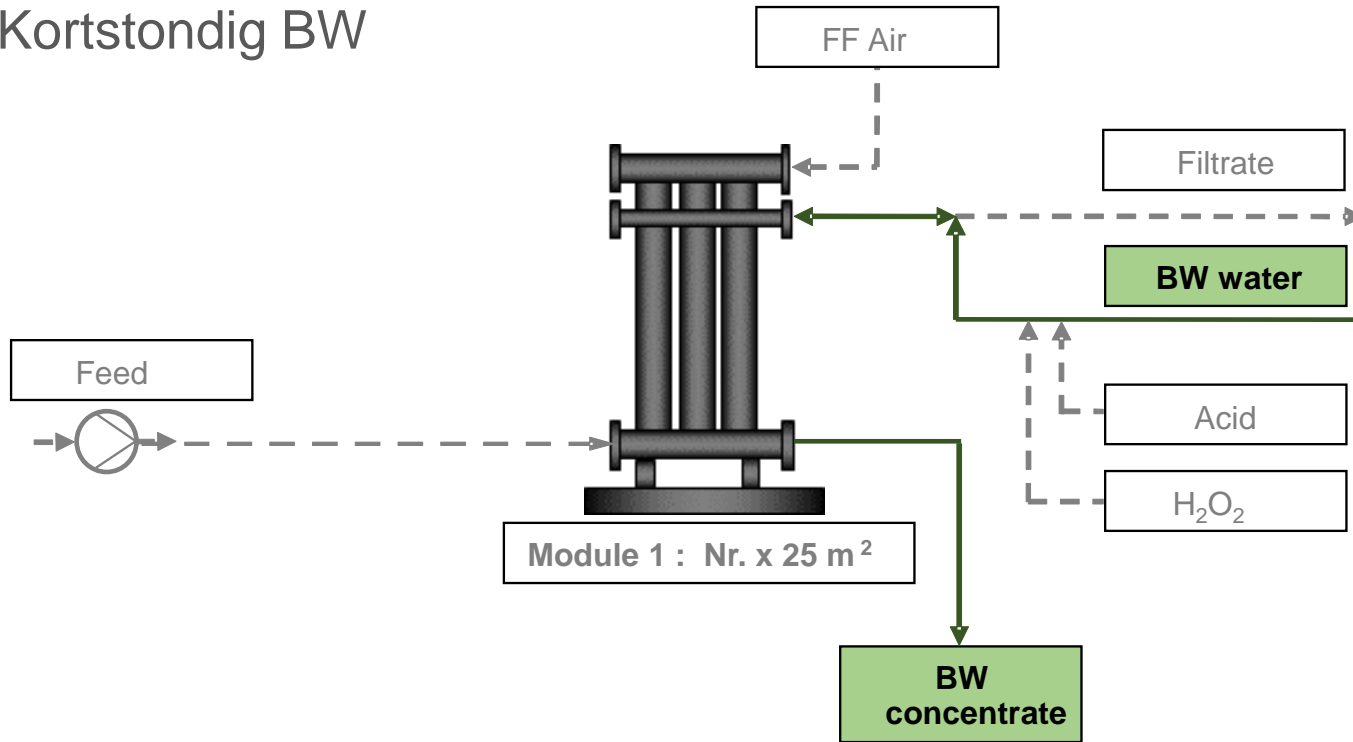 Kortstondig BW
FF Air
Filtrate
BW water
Feed
Acid
H₂O₂
Module 1 : Nr. x 25 m²
BW
concentrate